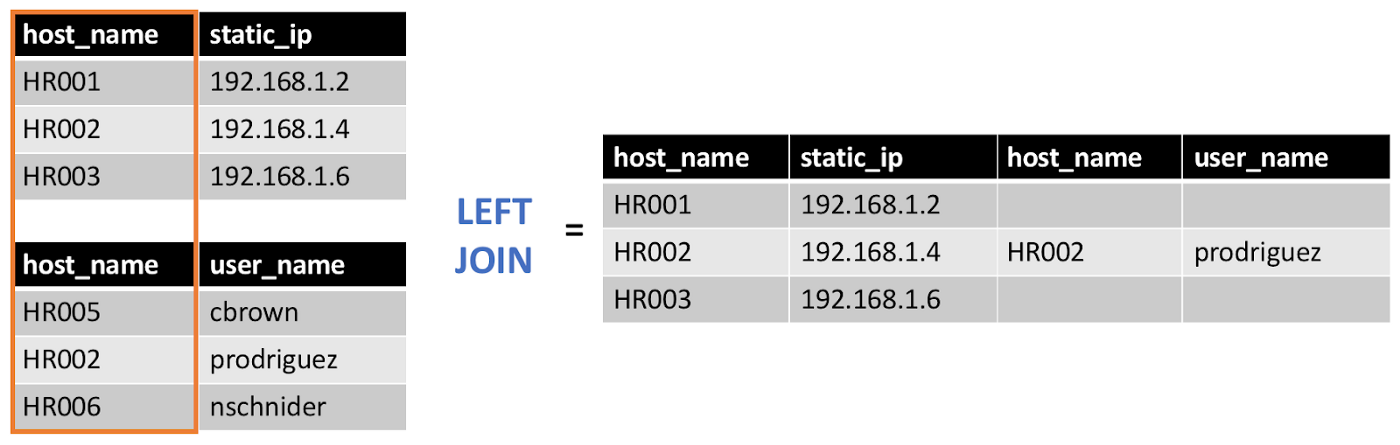 host_name static_ip
HR001 192.168.1.2
HR002 192.168.1.4
HR003 192.168.1.6
host_name user_name
HR005 cbrown
HR002 prodriguez
HR006 nschnider
LEFT
JOIN
=
host_name static_ip host_name user_name
HR001 192.168.1.2
HR002 192.168.1.4 HR002 prodriguez
HR003 192.168.1.6